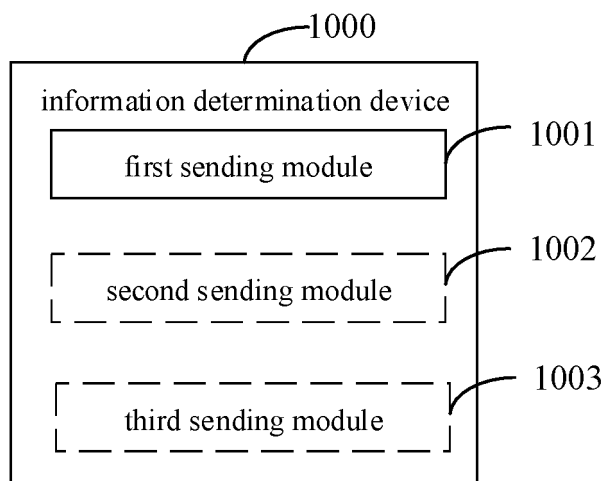 1000
information determination device
first sending module
1001
second sending module
1002
third sending module
1003